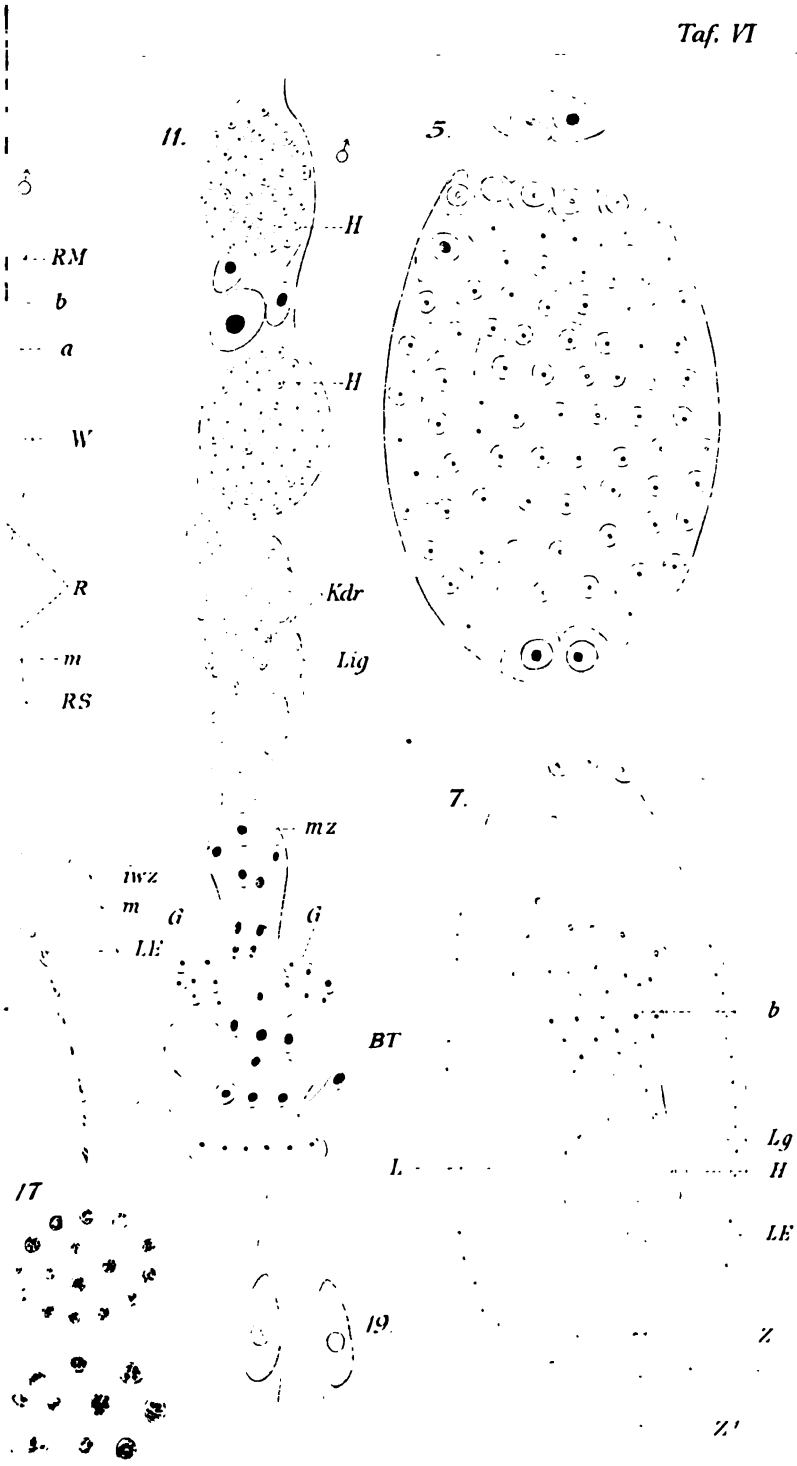 Taf. VI
11.
5.
♂
♂
H
RM
b
a
H
W
R
Kdr
m
Lig
RS
7.
mz
iwz
m
G
G
LE
b
BT
Lg
L
H
17
LE
19.
Z
Z'